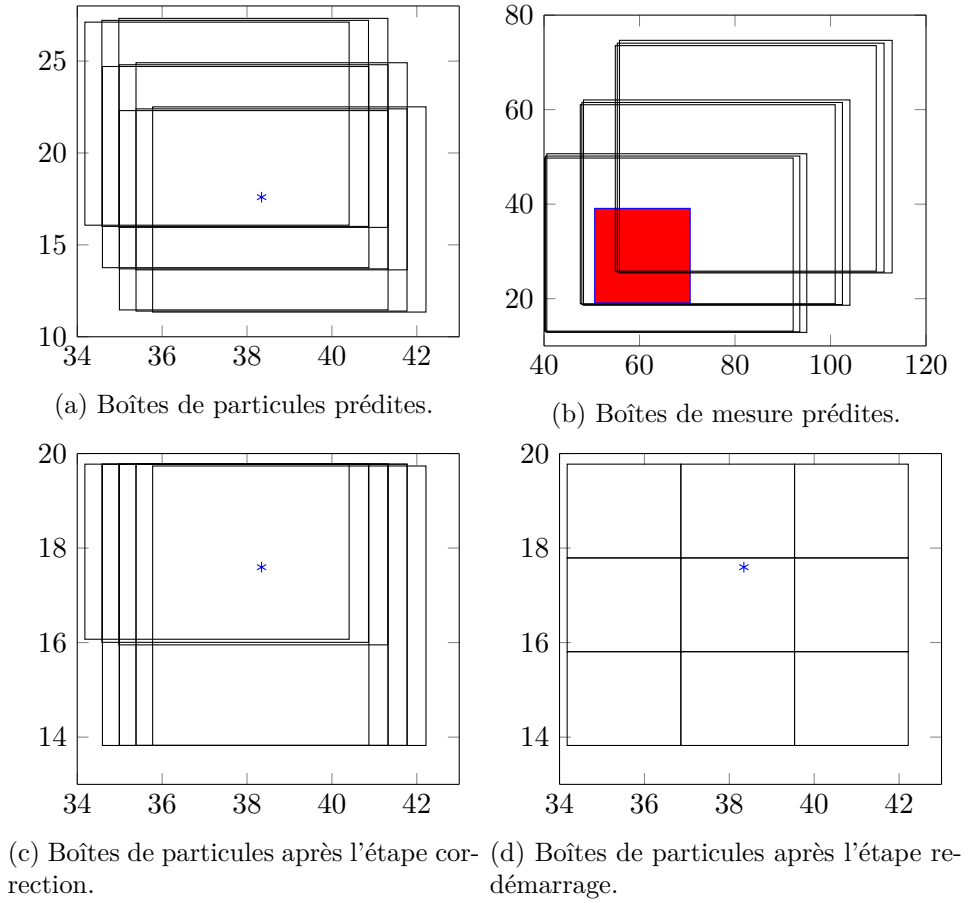 25
20
15
10
34 36 38 40 42
(a) Boîtes de particules prédites.
80
60
40
20
40 60 80 100 120
(b) Boîtes de mesure prédites.
20
18
16
14
34 36 38 40 42
(c) Boîtes de particules après l'étape cor-
rection.
20
18
16
14
34 36 38 40 42
(d) Boîtes de particules après l'étape re-
démarrage.